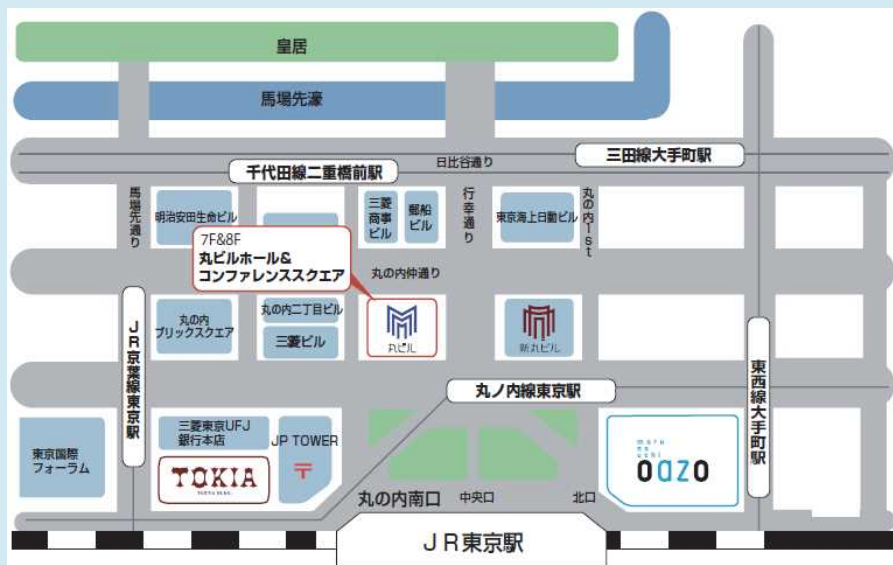 皇居
馬場先濠
日比谷通り
三田線大手町駅
千代田線二重橋前駅
馬場先通り
明治安田生命ビル
三菱
商事
ビル
郵船
ビル
行幸通り
東京海上日動ビル
丸の内1st
7F&8F
丸ビルホール&
コンファレンススクエア
丸の内仲通り
丸の内
ブリックスクエア
丸の内二丁目ビル
三菱ビル
丸ビル
新丸ビル
JR京葉線東京駅
丸ノ内線東京駅
東西線大手町駅
東京国際
フォーラム
三菱東京UFJ
銀行本店
JP TOWER
〒
TOKIA
maru
no
uchi
oazo
丸の内南口
中央口
北口
JR東京駅